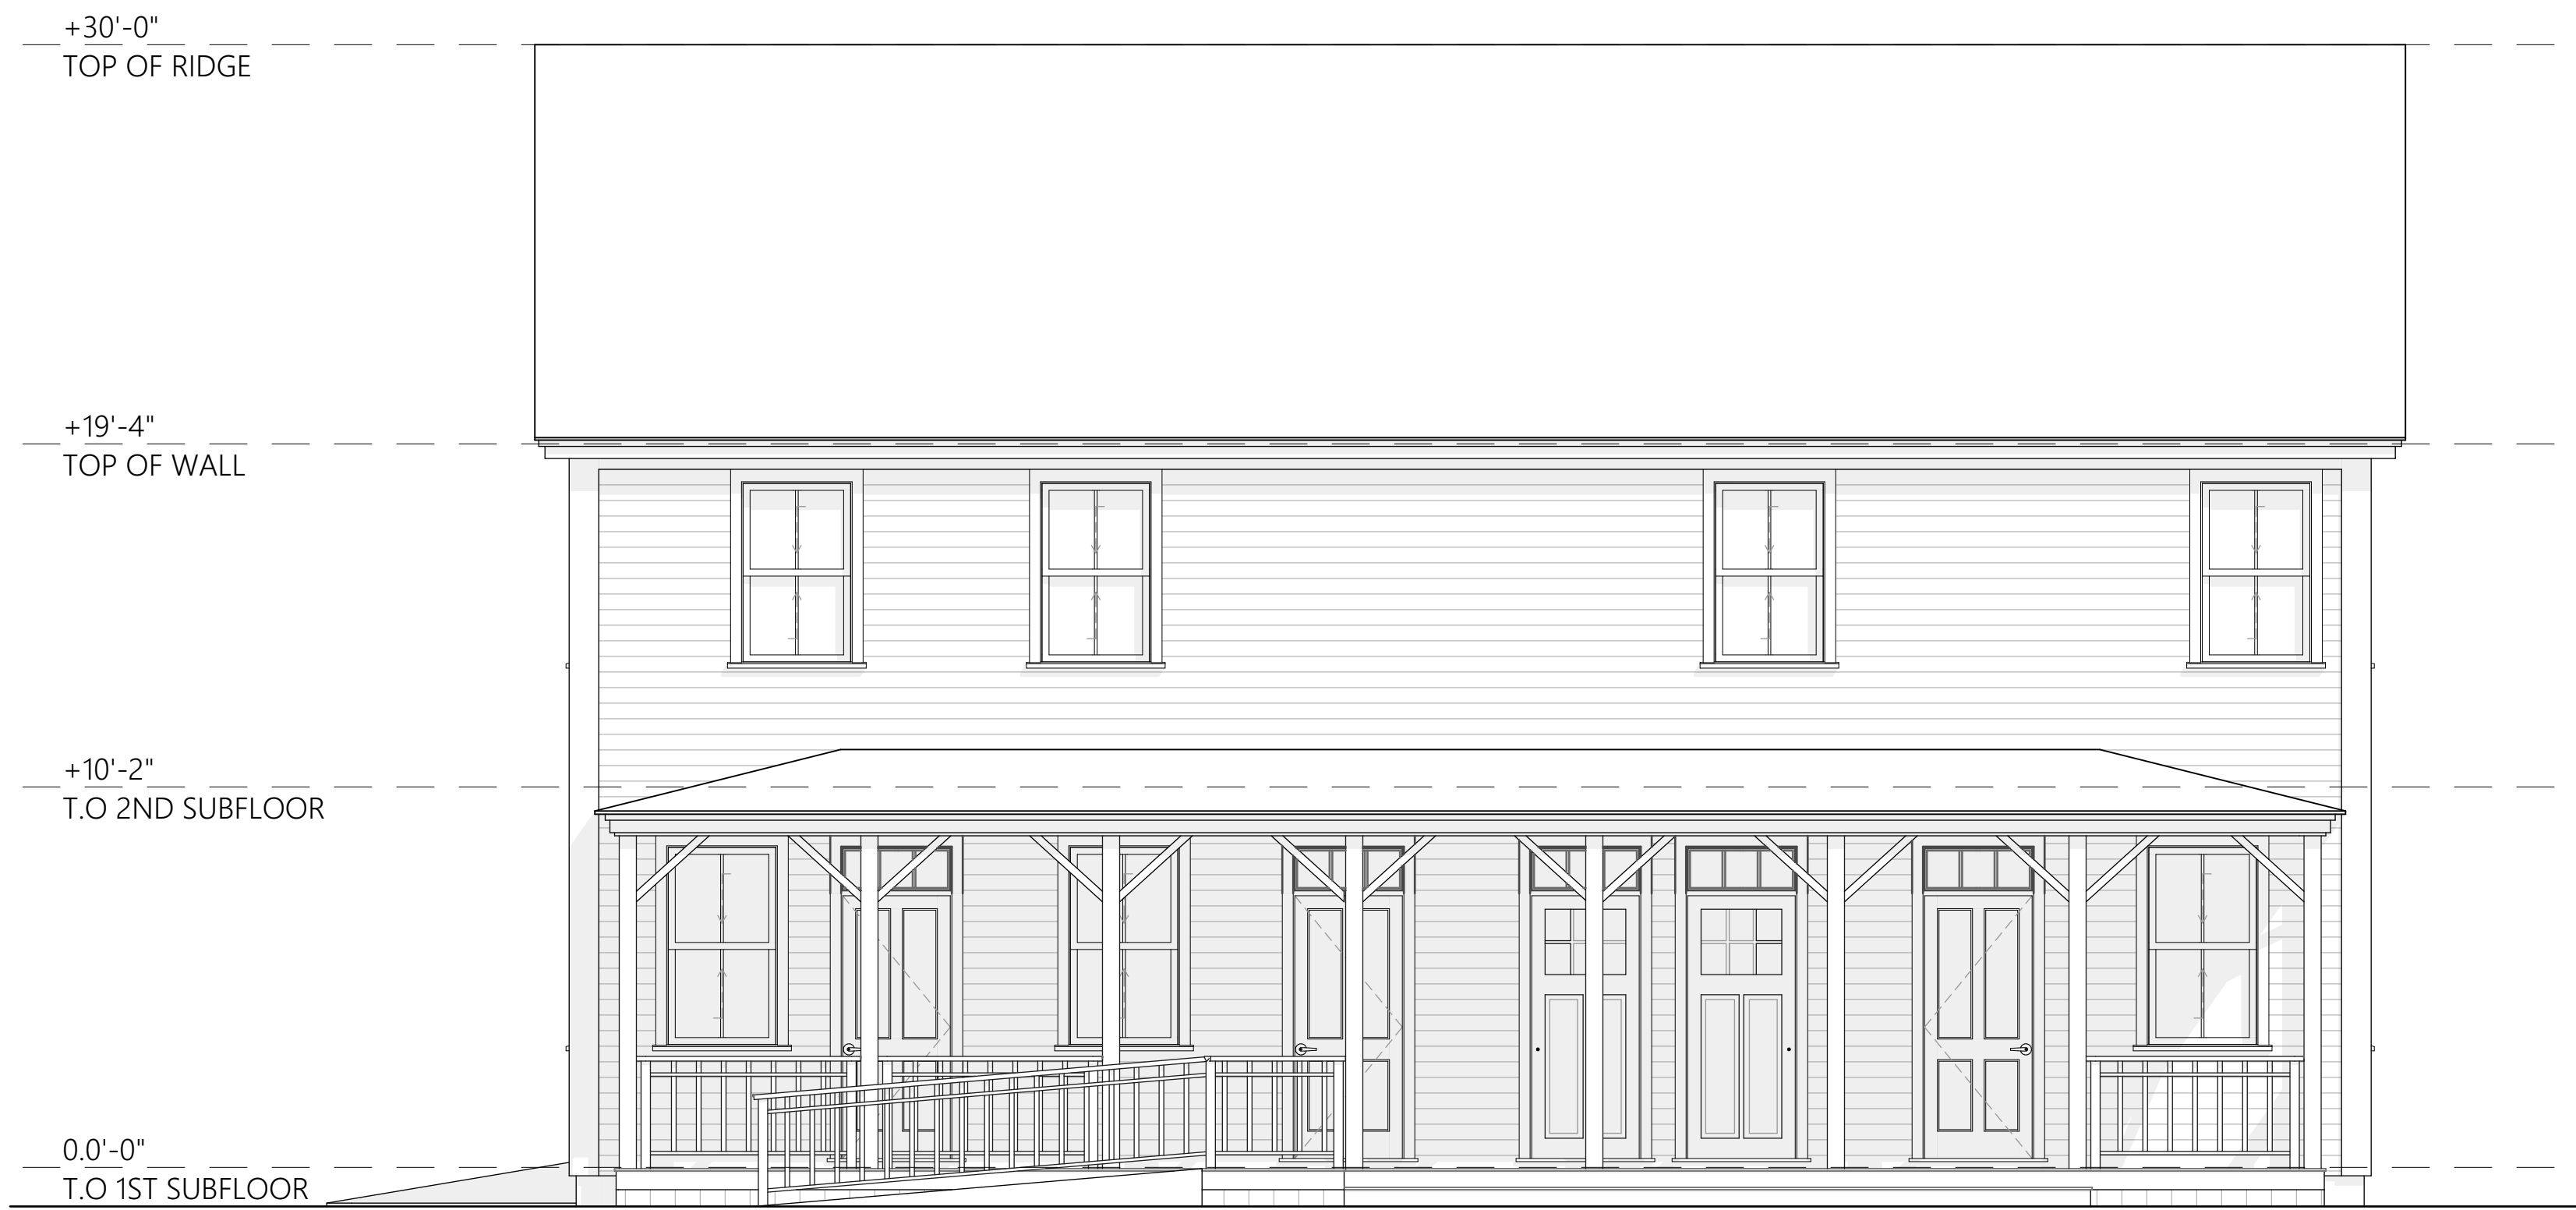 +30'-0"
TOP OF RIDGE
+19'-4"
TOP OF WALL
+10'-2"
T.O 2ND SUBFLOOR
0.0'-0"
T.O 1ST SUBFLOOR